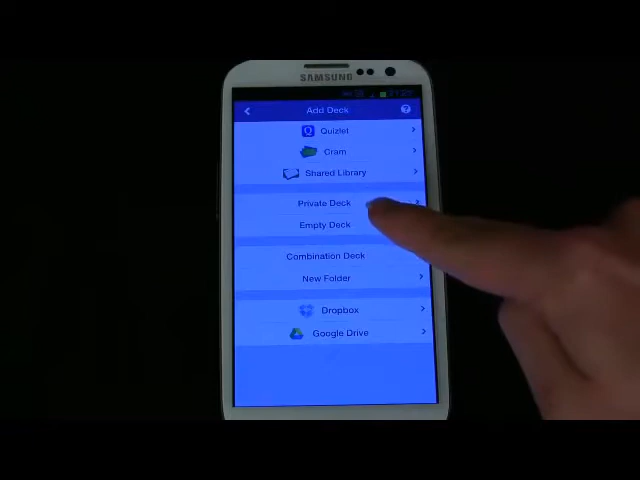 SAMSUNG
Add Deck
?
Quizlet
Cram
Shared Library
Private Deck
Empty Deck
Combination Deck
New Folder
Dropbox
Google Drive